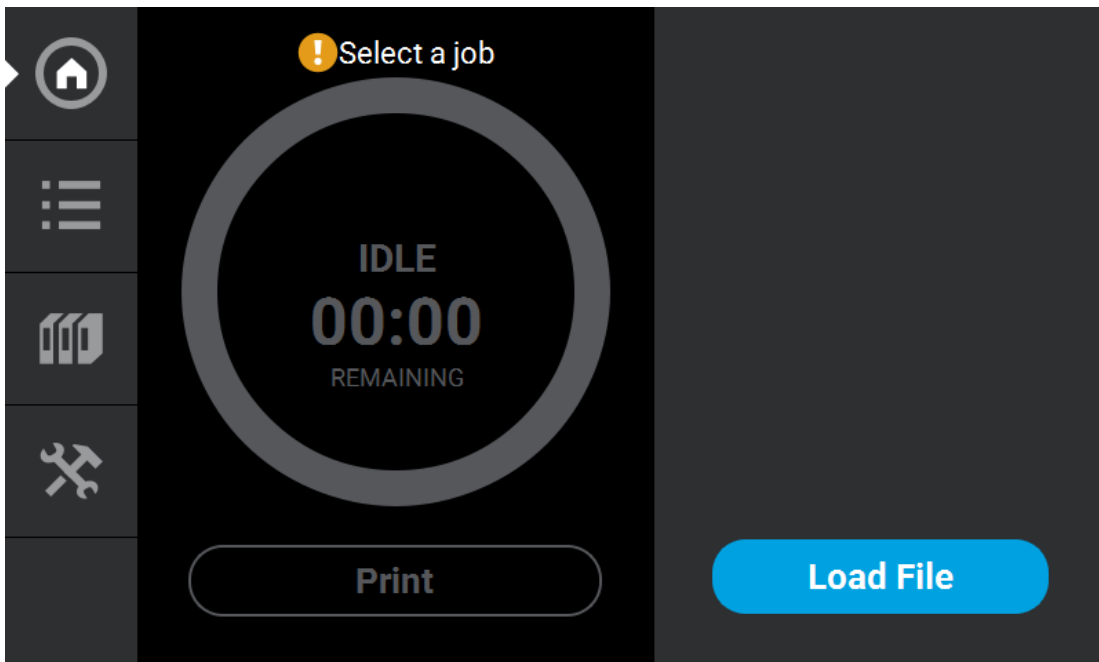 Select a job
IDLE
00:00
REMAINING
Print
Load File